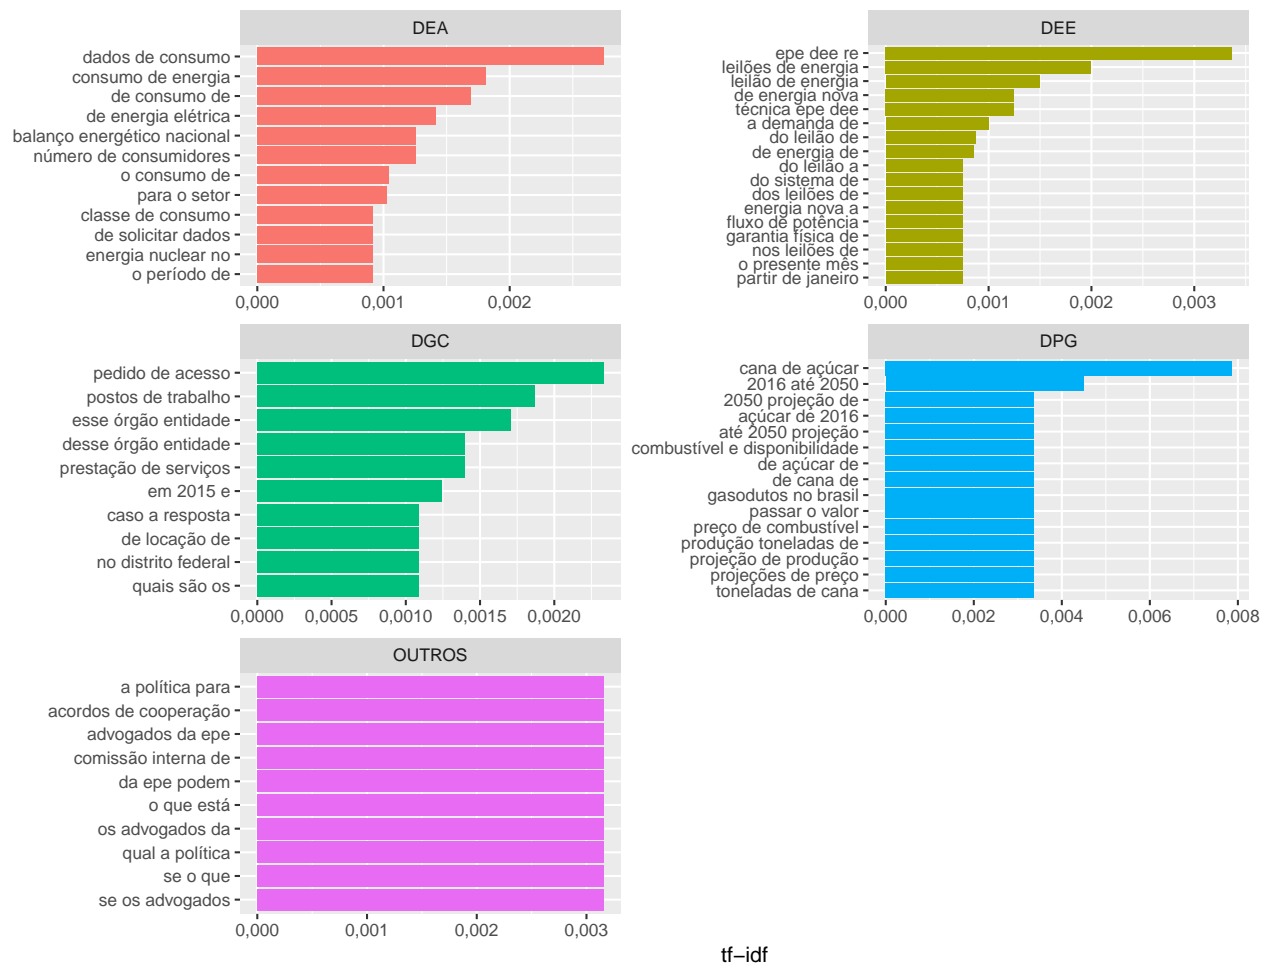 DEA
dados de consumo
consumo de energia
de consumo de
de energia elétrica
balanço energético nacional
número de consumidores
o consumo de
para o setor
classe de consumo
de solicitar dados
energia nuclear no
o período de
0,000 0,001 0,002
DEE
epe dee re
leilões de energia
leilão de energia
de energia nova
técnica epe dee
a demanda de
do leilão de
de energia de
do leilão a
do sistema de
dos leilões de
energia nova a
fluxo de potência
garantia física de
nos leilões de
o presente mês
partir de janeiro
0,000 0,001 0,002 0,003
DGC
pedido de acesso
postos de trabalho
esse órgão entidade
desse órgão entidade
prestação de serviços
em 2015 e
caso a resposta
de locação de
no distrito federal
quais são os
0,0000 0,0005 0,0010 0,0015 0,0020
DPG
cana de açúcar
2016 até 2050
2050 projeção de
açúcar de 2016
até 2050 projeção
combustível e disponibilidade
de açúcar de
de cana de
gasodutos no brasil
passar o valor
preço de combustível
produção toneladas de
projeção de produção
projeções de preço
toneladas de cana
0,000 0,002 0,004 0,006 0,008
OUTROS
a política para
acordos de cooperação
advogados da epe
comissão interna de
da epe podem
o que está
os advogados da
qual a política
se o que
se os advogados
0,000 0,001 0,002 0,003
tf−idf